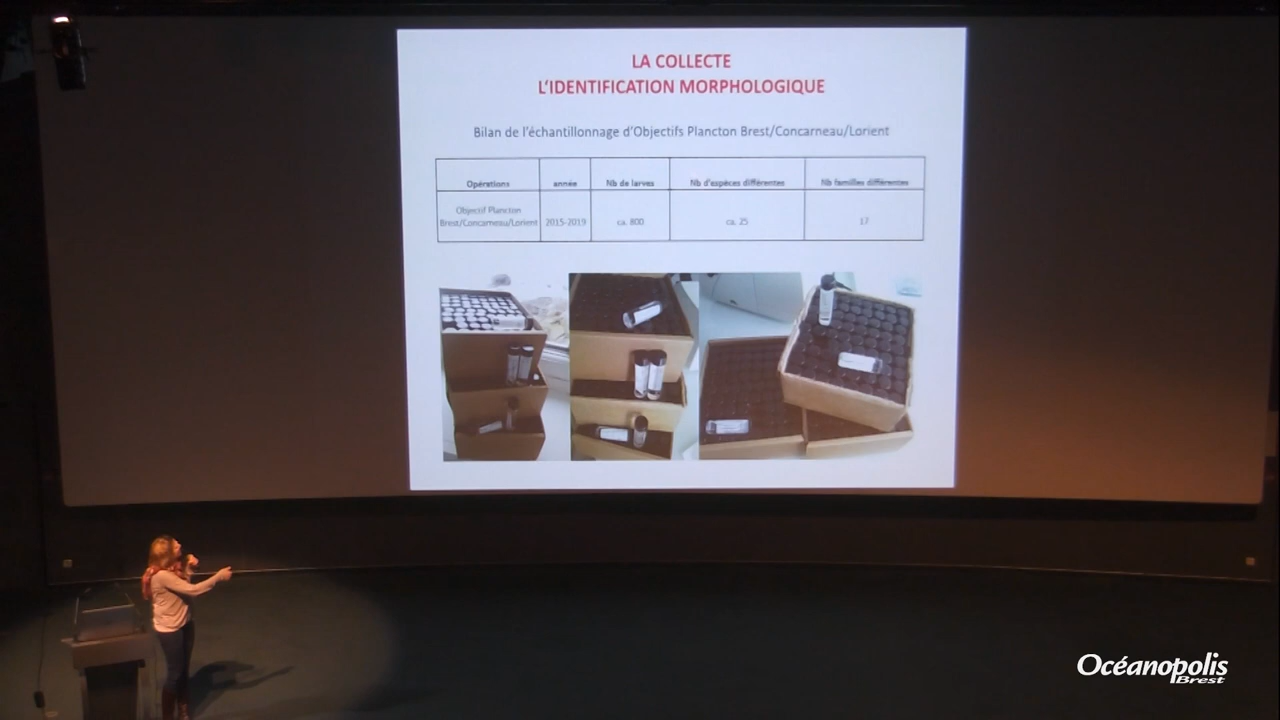 LA COLLECTE
L'IDENTIFICATION MORPHOLOGIQUE
Bilan de l'échantillonnage d'Objectifs Plancton Brest/Concarneau/Lorient
Opérations année Nb de larves Nb d'espèces différentes Nb familles différentes
Objectif Plancton
Brest/Concarneau/Lorient 2015-2019 ca. 800 ca. 25 17
Océanopolis
Brest